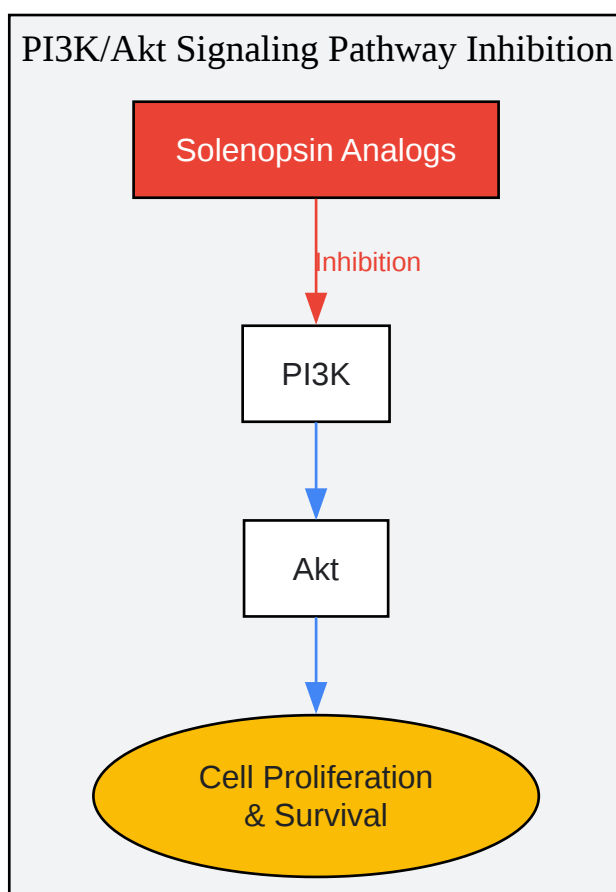 PI3K/Akt Signaling Pathway Inhibition
Solenopsin Analogs
Inhibition
PI3K
Akt
Cell Proliferation
& Survival